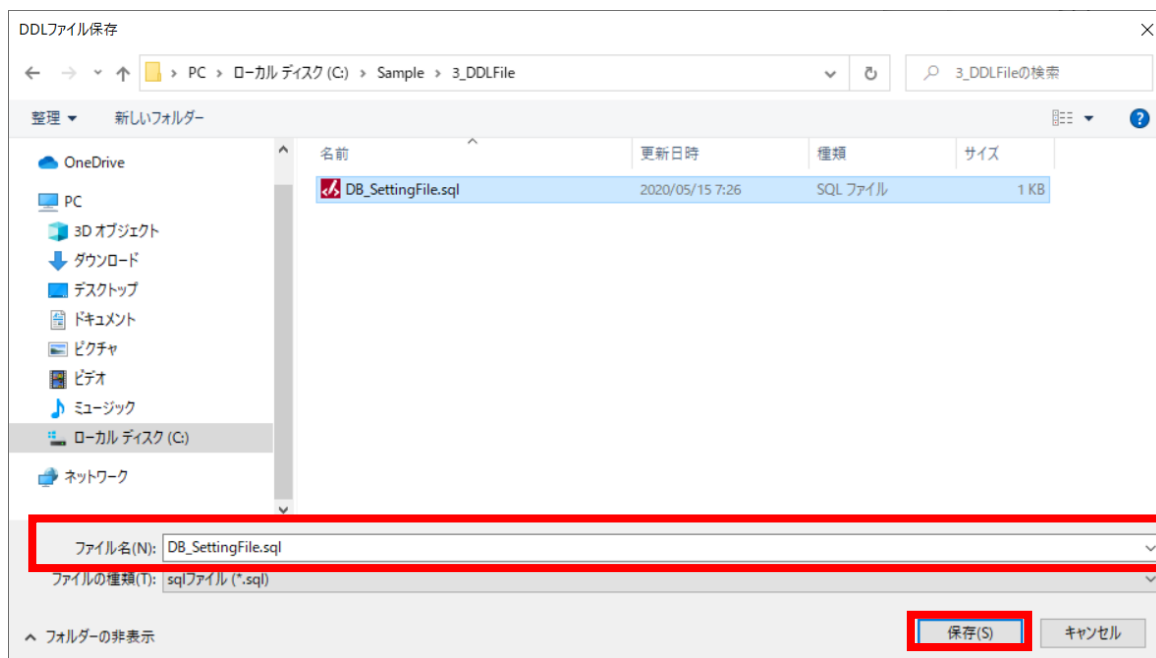 DDLファイル保存
PC › ローカル ディスク (C:) › Sample › 3_DDLFile
3_DDLFileの検索
整理
新しいフォルダー
名前 更新日時 種類 サイズ
DB_SettingFile.sql 2020/05/15 7:26 SQL ファイル 1 KB
OneDrive
PC
3D オブジェクト
ダウンロード
デスクトップ
ドキュメント
ピクチャ
ビデオ
ミュージック
ローカル ディスク (C:)
ネットワーク
ファイル名(N): DB_SettingFile.sql
ファイルの種類(T): sqlファイル (*.sql)
フォルダーの非表示
保存(S)
キャンセル